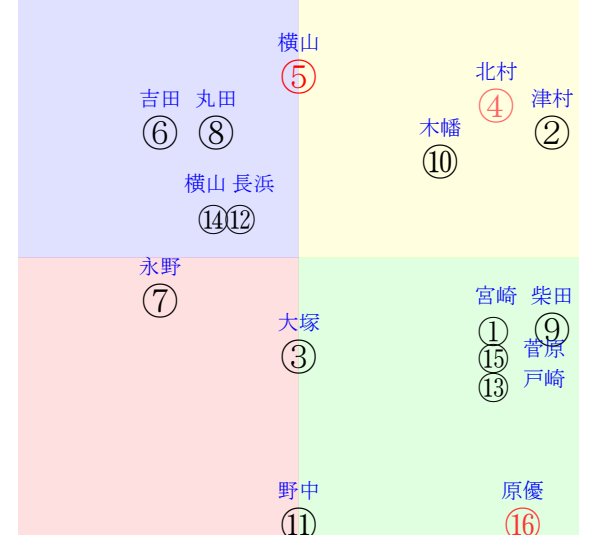 横山
⑤
北村
④
吉田 丸田
⑥ ⑧
津村
②
木幡
⑩
横山 長浜
⑭⑫
永野
⑦
宮崎 柴田
① ⑨
大塚
③
菅原
⑮
戸崎
⑬
野中
⑪
原優
⑯